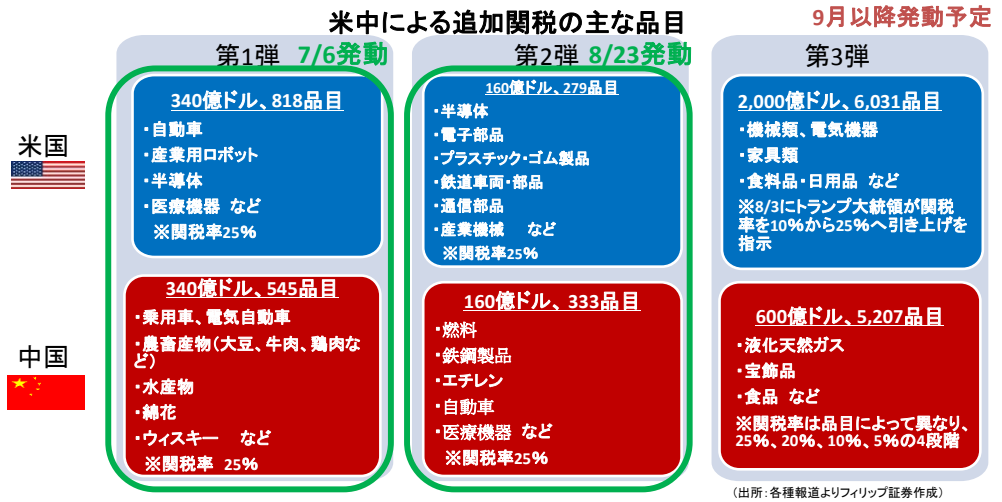 米中による追加関税の主な品目
9月以降発動予定
第1弾 7/6発動
第2弾 8/23発動
第3弾
米国
340億ドル、818品目
・自動車
・産業用ロボット
・半導体
・医療機器 など
※関税率25%
160億ドル、279品目
・半導体
・電子部品
・プラスチック・ゴム製品
・鉄道車両・部品
・通信部品
・産業機械 など
※関税率25%
2,000億ドル、6,031品目
・機械類、電気機器
・家具類
・食料品・日用品 など
※8/3にトランプ大統領が関税
率を10%から25%へ引き上げを
指示
中国
340億ドル、545品目
・乗用車、電気自動車
・農畜産物(大豆、牛肉、鶏肉な
ど)
・水産物
・綿花
・ウィスキー など
※関税率 25%
160億ドル、333品目
・燃料
・鉄鋼製品
・エチレン
・自動車
・医療機器 など
※関税率25%
600億ドル、5,207品目
・液化天然ガス
・宝飾品
・食品 など
※関税率は品目によって異なり、
25%、20%、10%、5%の4段階
(出所:各種報道よりフィリップ証券作成)